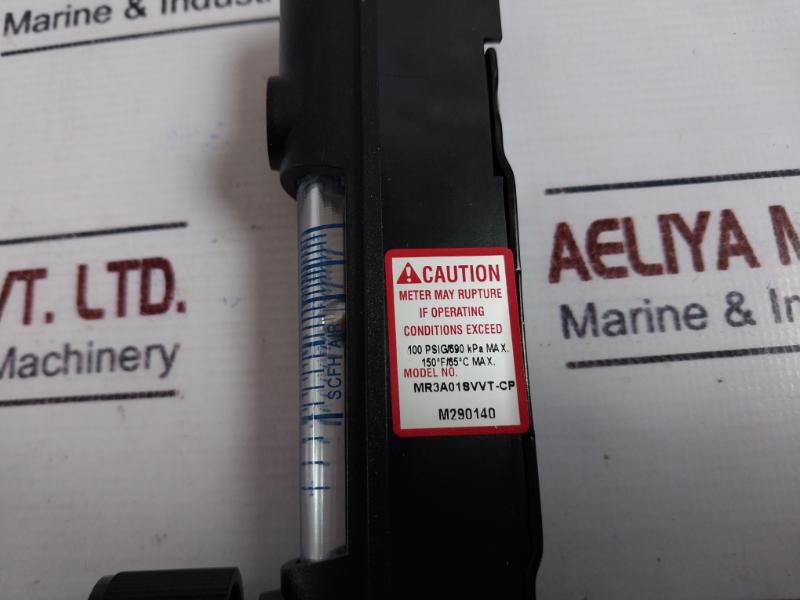 Marine & Indust
VT. LTD.
Machinery
AELIYA M
Marine & In
SCFH AIR
⚠CAUTION
METER MAY RUPTURE
IF OPERATING
CONDITIONS EXCEED
100 PSIG/690 kPa MAX.
150°F/65°C MAX.
MODEL NO.
MR3A01SVVT-CP
M290140